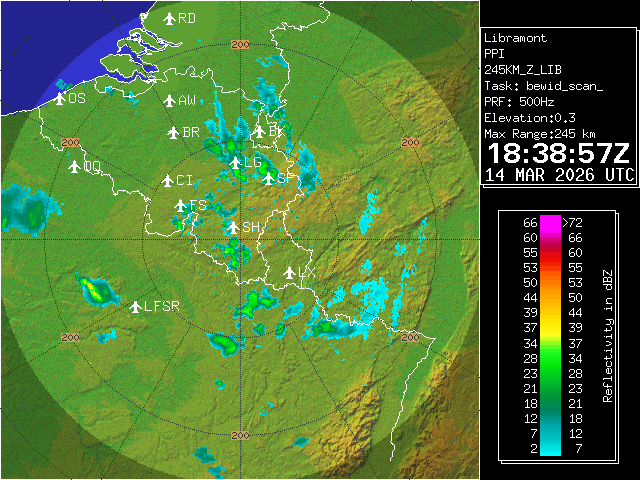 RD
200
OS
AW
BR
BK
200
200
QQ
LG
CI
SP
FS
SH
LX
LFSR
200
200
200
Libramont
PPI
245KM_Z_LIB
Task: bewid_scan_
PRF: 500Hz
Elevation:0.3
Max Range:245 km
18:38:57Z
14 MAR 2026 UTC
66 >72
60 66
55 60
53 55
50 53
44 50
39 44
37 39
34 37
28 34
23 28
21 23
18 21
12 18
7 12
2 7
Reflectivity in dBZ